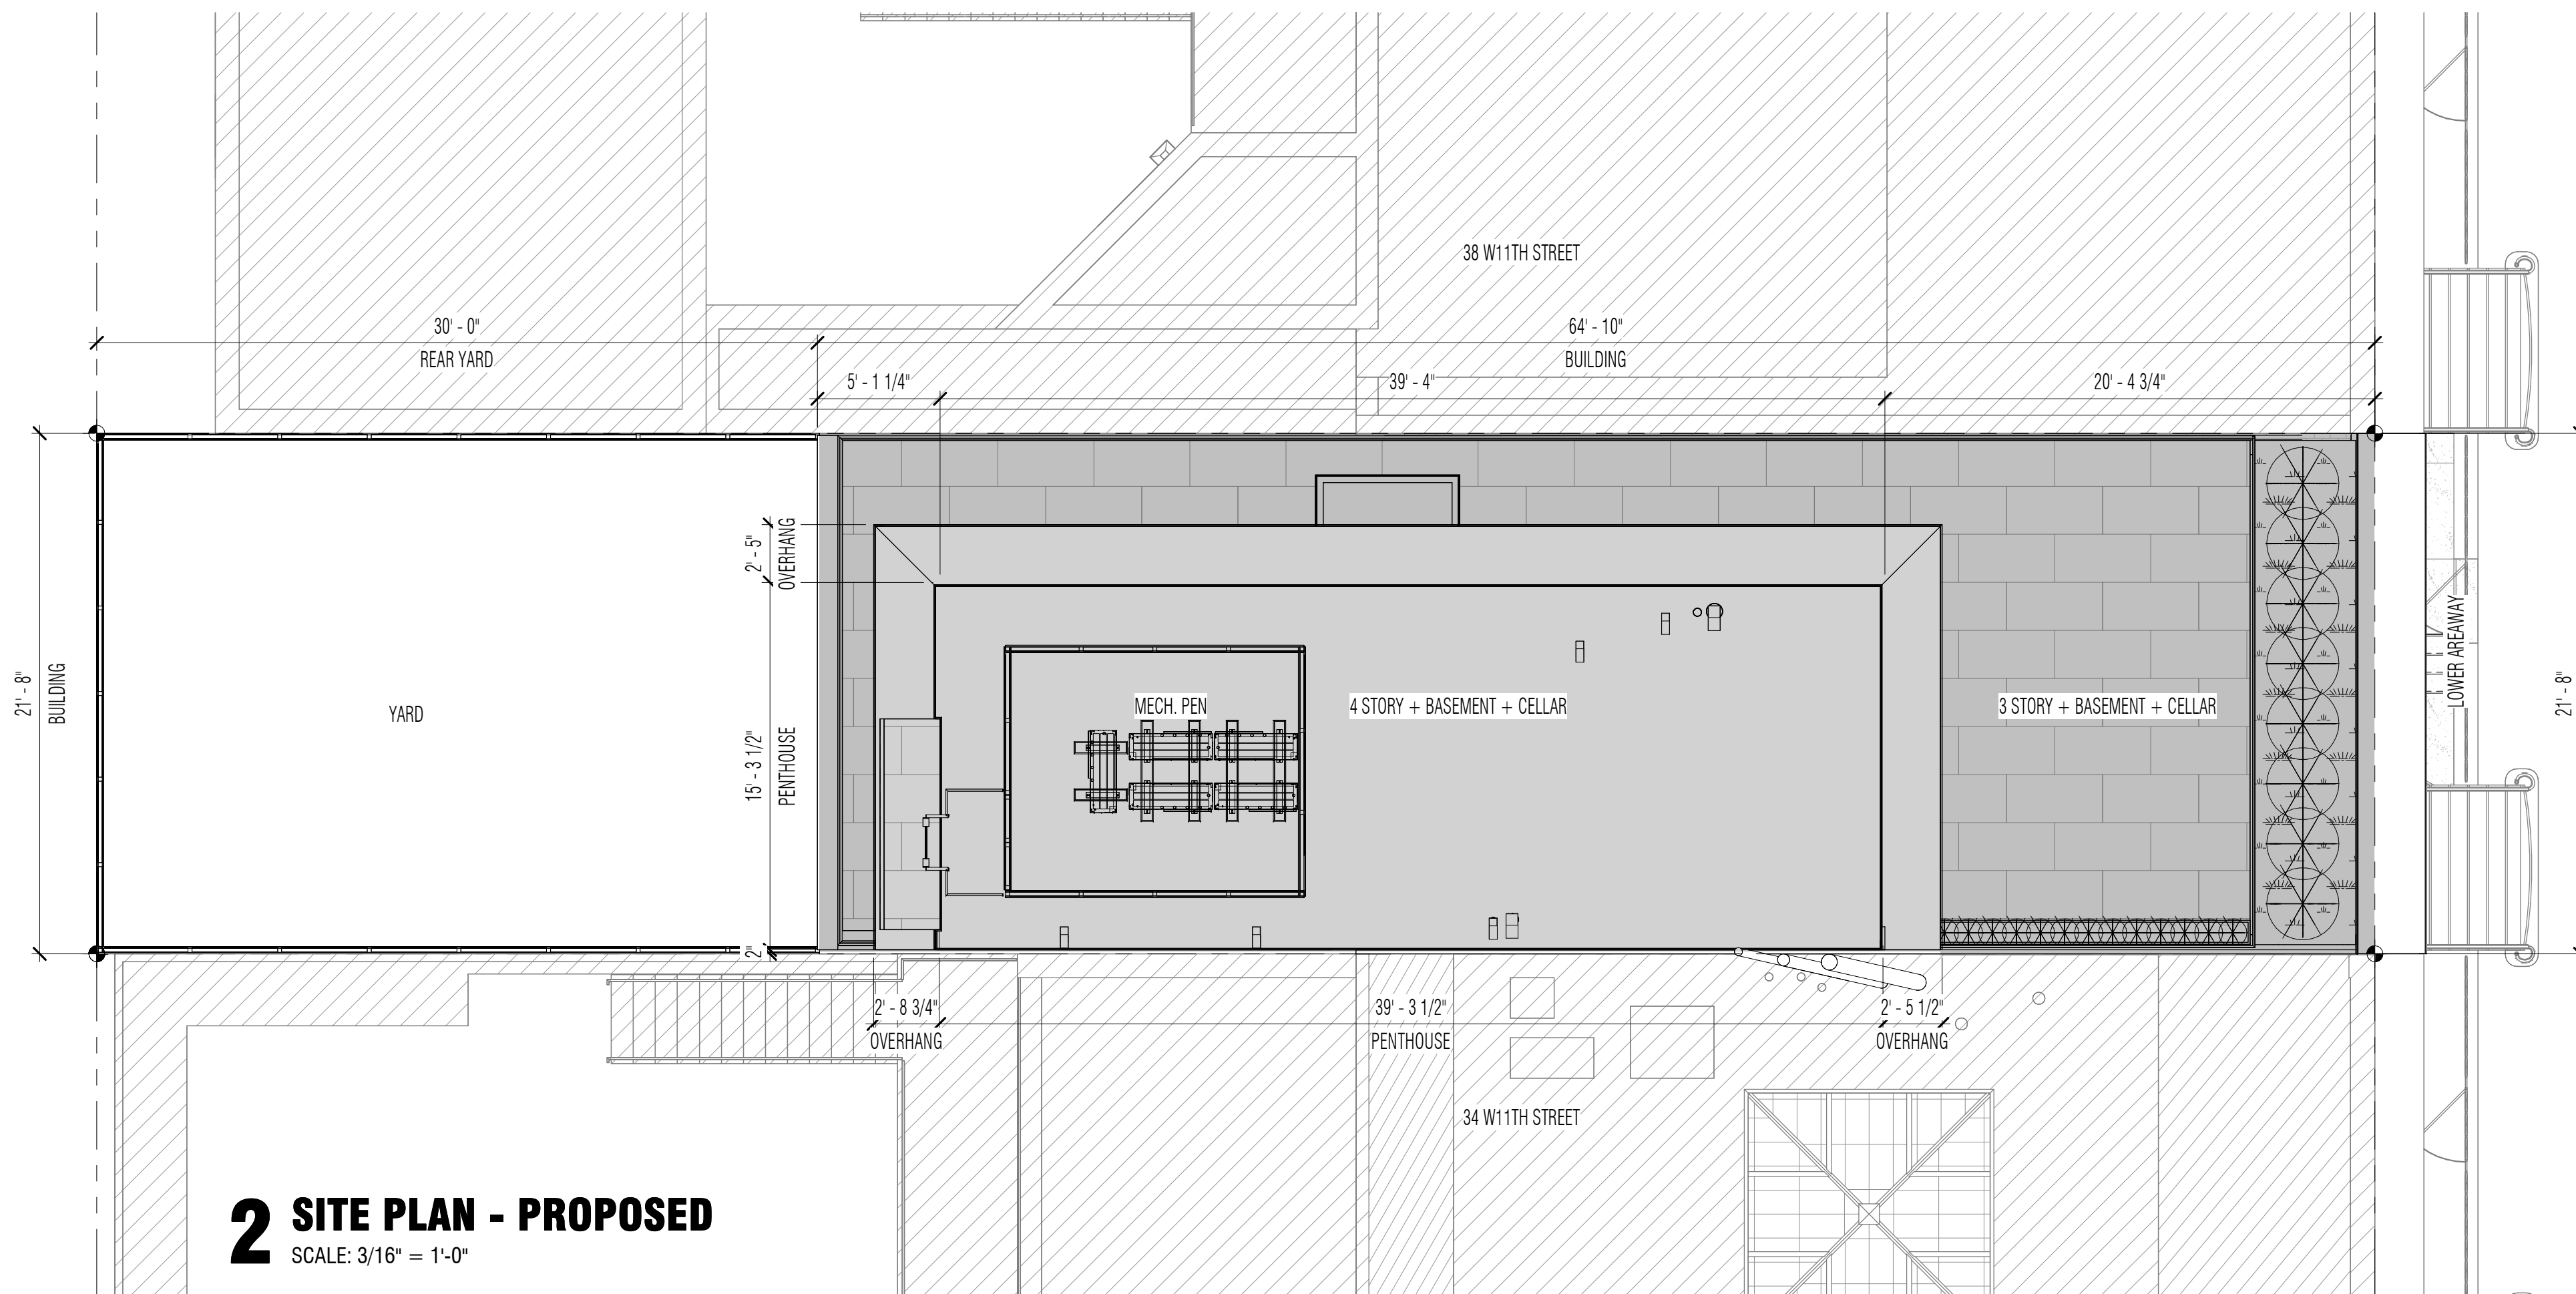 38 W11TH STREET
30' - 0"
REAR YARD
64' - 10"
BUILDING
5' - 1 1/4"
39' - 4"
20' - 4 3/4"
2' - 5"
OVERHANG
21' - 8"
BUILDING
YARD
15' - 3 1/2"
PENTHOUSE
MECH. PEN
4 STORY + BASEMENT + CELLAR
3 STORY + BASEMENT + CELLAR
LOWER AREAWAY
21' - 8"
2"
2' - 8 3/4"
OVERHANG
39' - 3 1/2"
PENTHOUSE
2' - 5 1/2"
OVERHANG
34 W11TH STREET
2 SITE PLAN - PROPOSED
SCALE: 3/16" = 1'-0"